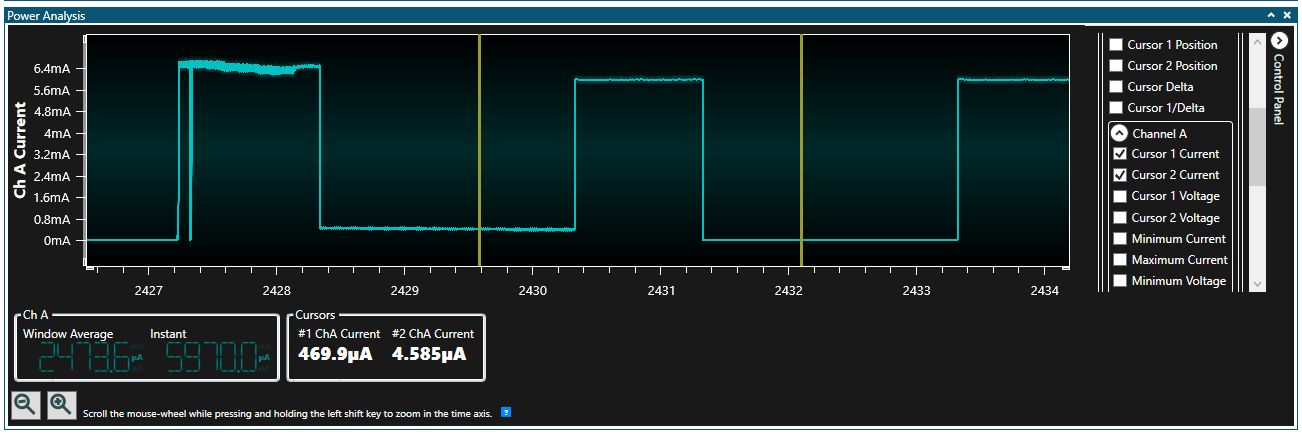 Power Analysis
Ch A Current
6.4mA
5.6mA
4.8mA
4mA
3.2mA
2.4mA
1.6mA
0.8mA
0mA
2427 2428 2429 2430 2431 2432 2433 2434
Cursor 1 Position
Cursor 2 Position
Cursor Delta
Cursor 1/Delta
Channel A
Cursor 1 Current
Cursor 2 Current
Cursor 1 Voltage
Cursor 2 Voltage
Minimum Current
Maximum Current
Minimum Voltage
Control Panel
Ch A
Window Average Instant
2473.6 µA 5970.0 µA
Cursors
#1 ChA Current #2 ChA Current
469.9µA 4.585µA
Scroll the mouse-wheel while pressing and holding the left shift key to zoom in the time axis. ?